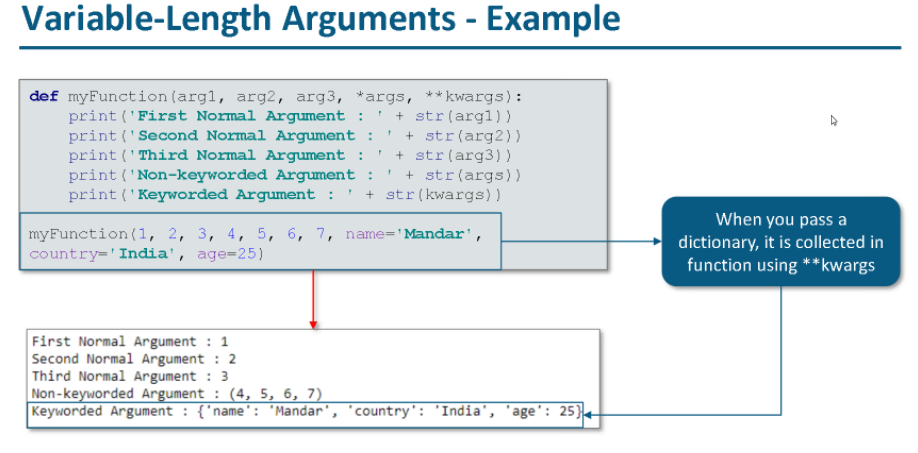 Variable-Length Arguments - Example
def myFunction(arg1, arg2, arg3, *args, **kwargs):
print('First Normal Argument : ' + str(arg1))
print('Second Normal Argument : ' + str(arg2))
print('Third Normal Argument : ' + str(arg3))
print('Non-keyworded Argument : ' + str(args))
print('Keyworded Argument : ' + str(kwargs))
myFunction(1, 2, 3, 4, 5, 6, 7, name='Mandar',
country='India', age=25)
When you pass a
dictionary, it is collected in
function using **kwargs
First Normal Argument : 1
Second Normal Argument : 2
Third Normal Argument : 3
Non-keyworded Argument : (4, 5, 6, 7)
Keyworded Argument : {'name': 'Mandar', 'country': 'India', 'age': 25}